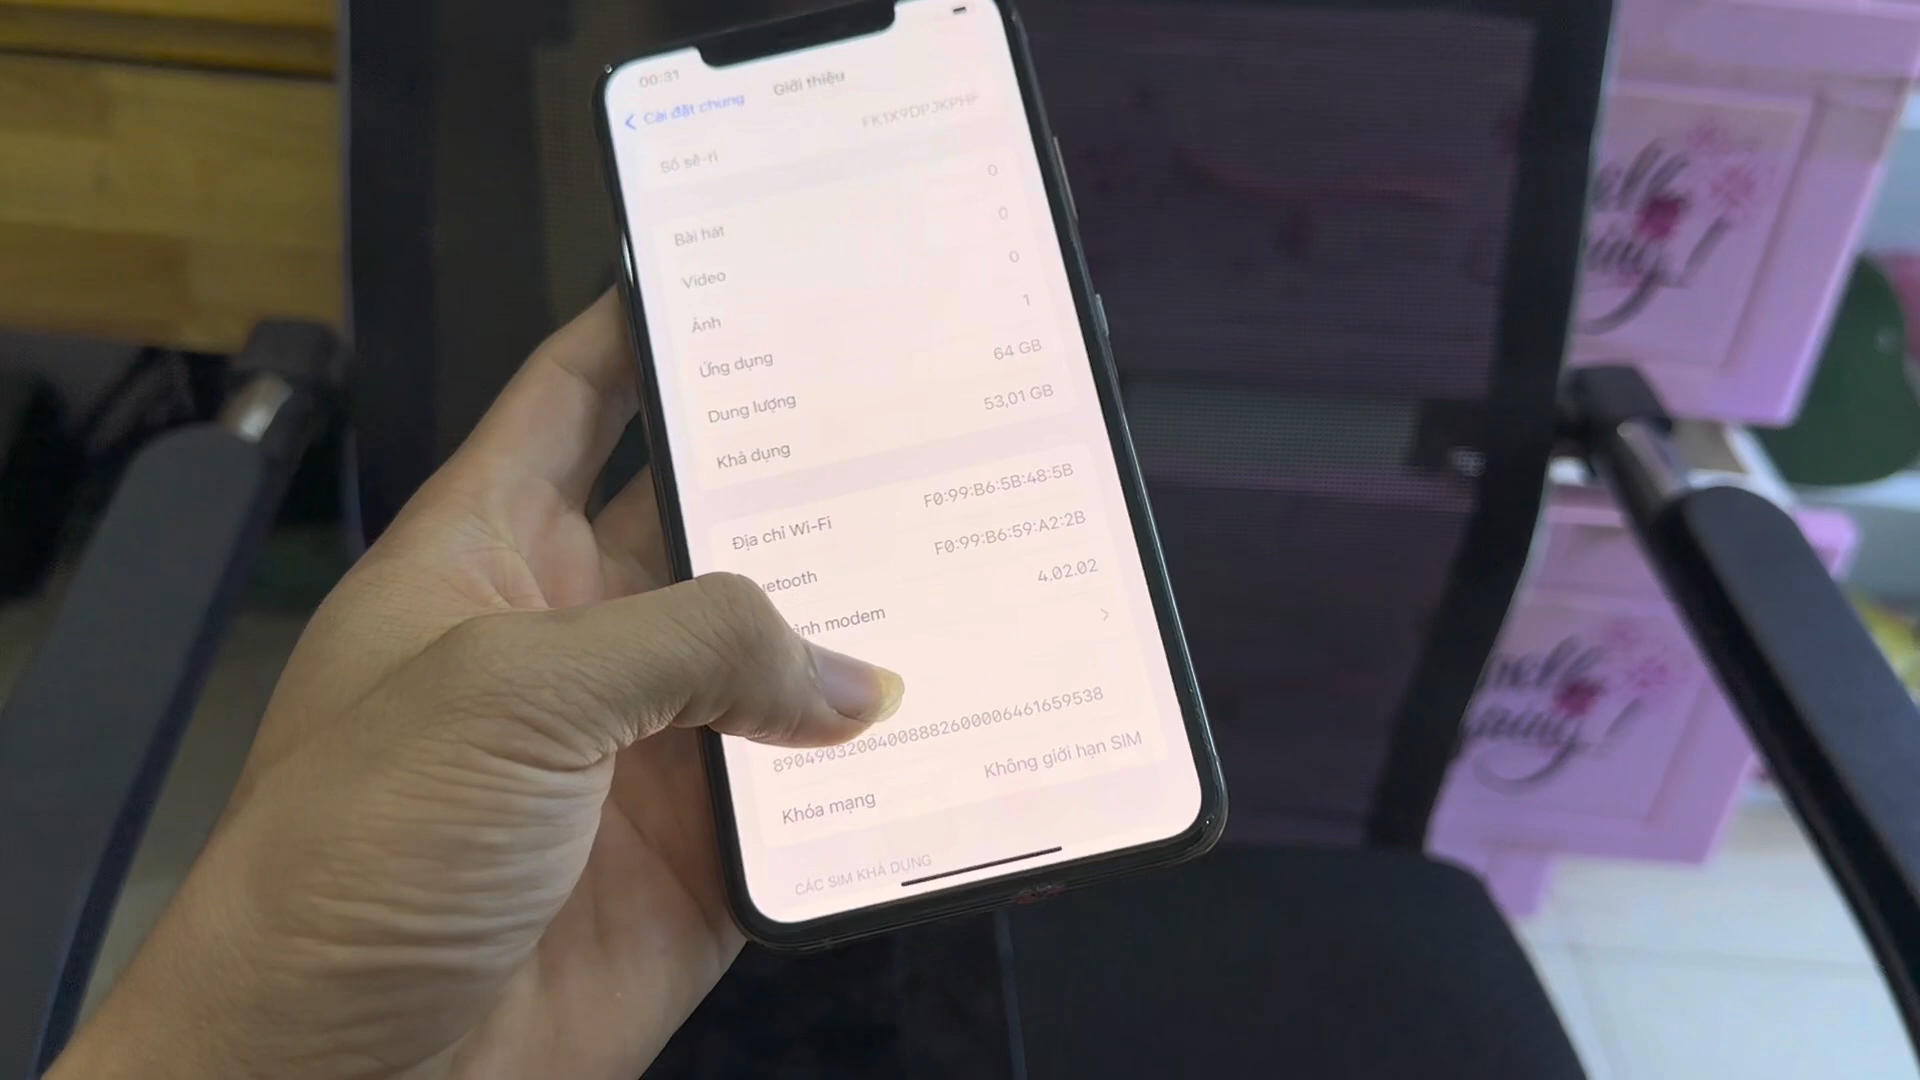 00:31
Cài đặt chung
Giới thiệu
Số sê-ri
Bài hát 0
Video 0
Ảnh 0
Ứng dụng 1
Dung lượng 64 GB
Khả dụng 53,01 GB
Địa chỉ Wi-Fi F0:99:B6:5B:48:5B
uetooth F0:99:B6:59:A2:2B
modem 4.02.02
89049032004008882600006461659538
Khóa mạng Không giới hạn SIM
CÁC SIM KHẢ DỤNG